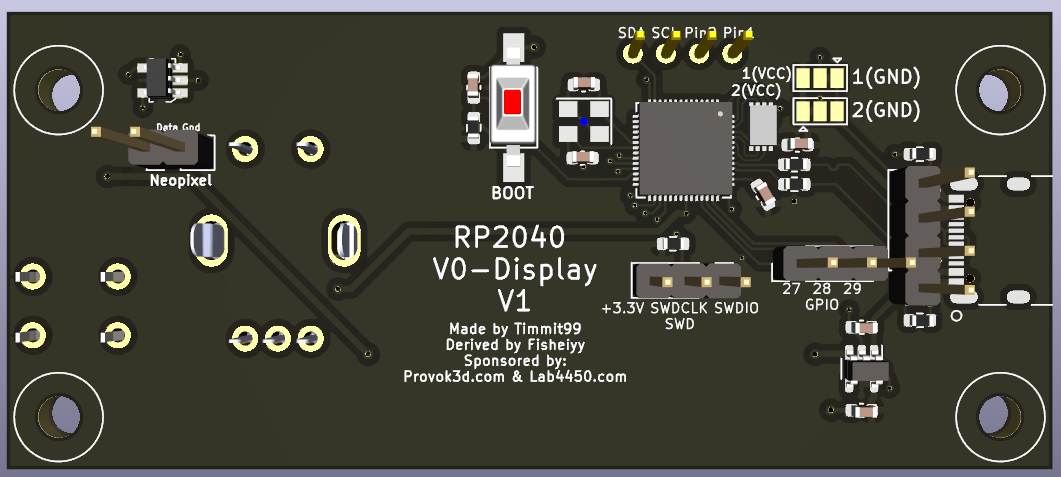 SDA SCL Pin2 Pin1
1(VCC) 1(GND)
2(VCC) 2(GND)
Data Gnd
Neopixel
BOOT
RP2040
V0-Display
V1
27 28 29
GPIO
+3.3V SWDCLK SWDIO
SWD
Made by Timmit99
Derived by Fisheiyy
Sponsored by:
Provok3d.com & Lab4450.com